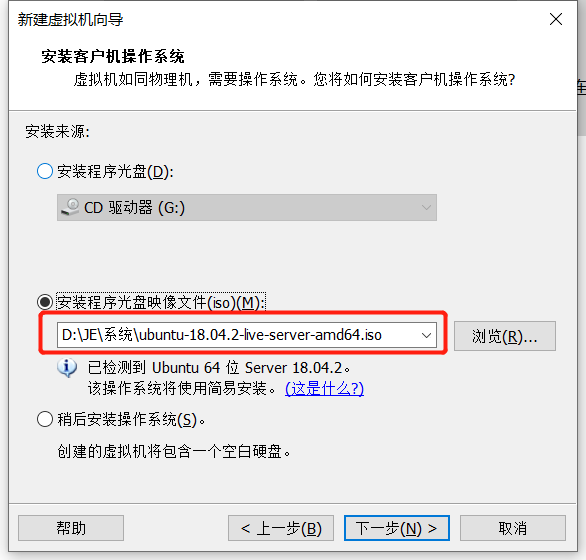 新建虚拟机向导
安装客户机操作系统
虚拟机如同物理机，需要操作系统。您将如何安装客户机操作系统?
连
安装来源:
安装程序光盘(D):
CD 驱动器 (G:)
安装程序光盘映像文件(iso)(M):
D:\JE\系统\ubuntu-18.04.2-live-server-amd64.iso
浏览(R)...
已检测到 Ubuntu 64 位 Server 18.04.2。
该操作系统将使用简易安装。(这是什么?)
稍后安装操作系统(S)。
创建的虚拟机将包含一个空白硬盘。
帮助
< 上一步(B)
下一步(N) >
取消